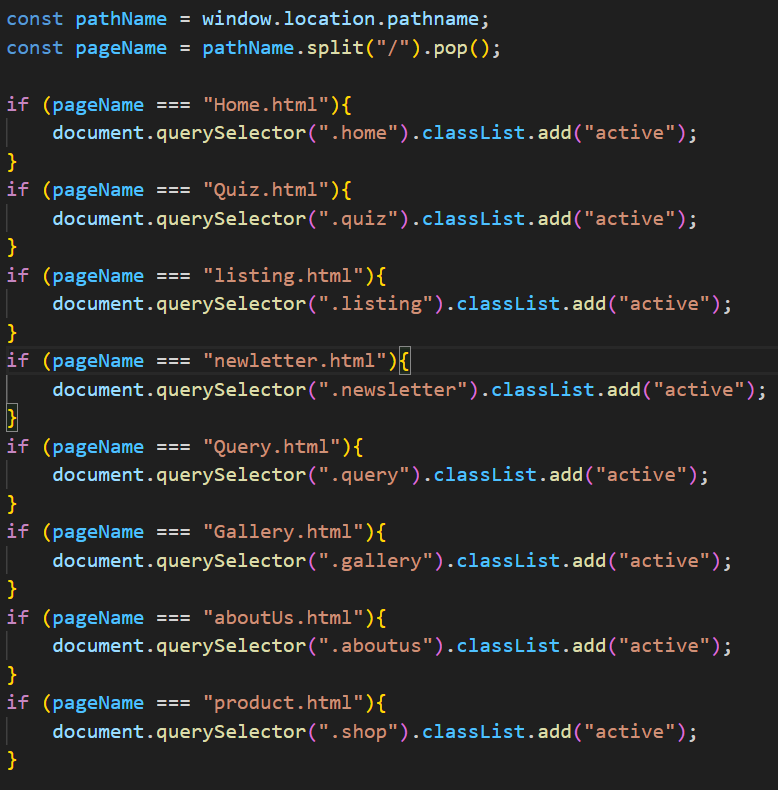 const pathName = window.location.pathname;
const pageName = pathName.split("/").pop();

if (pageName === "Home.html"){
    document.querySelector(".home").classList.add("active");
}
if (pageName === "Quiz.html"){
    document.querySelector(".quiz").classList.add("active");
}
if (pageName === "listing.html"){
    document.querySelector(".listing").classList.add("active");
}
if (pageName === "newletter.html"){
    document.querySelector(".newsletter").classList.add("active");
}
if (pageName === "Query.html"){
    document.querySelector(".query").classList.add("active");
}
if (pageName === "Gallery.html"){
    document.querySelector(".gallery").classList.add("active");
}
if (pageName === "aboutUs.html"){
    document.querySelector(".aboutus").classList.add("active");
}
if (pageName === "product.html"){
    document.querySelector(".shop").classList.add("active");
}